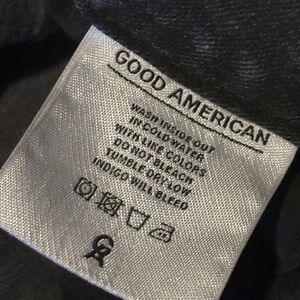 GOOD AMERICAN
WASH INSIDE OUT
IN COLD WATER
WITH LIKE COLORS
DO NOT BLEACH
TUMBLE DRY LOW
INDIGO WILL BLEED
GA